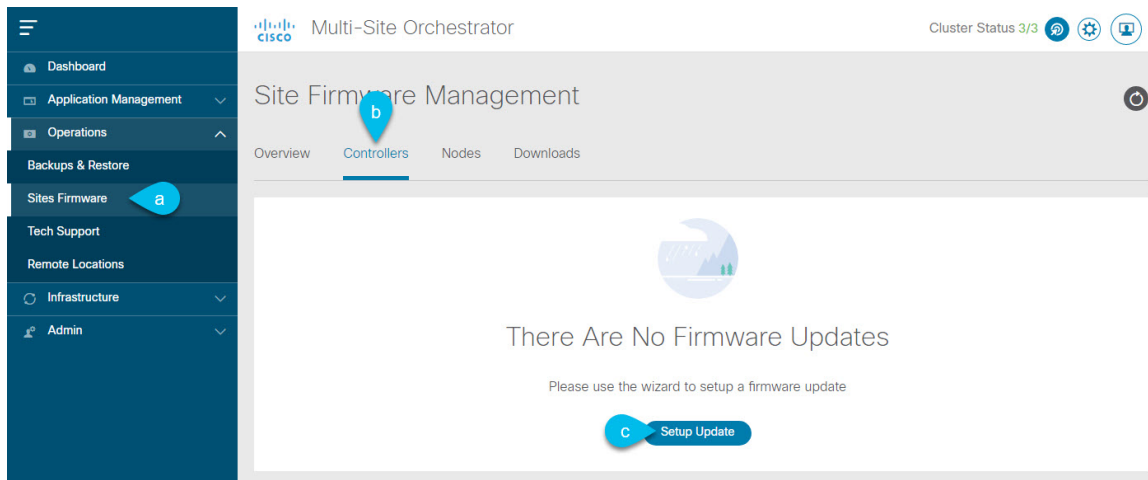 CISCO Multi-Site Orchestrator
Cluster Status 3/3
Dashboard
Application Management
Operations
Backups & Restore
Sites Firmware
a
Tech Support
Remote Locations
Infrastructure
Admin
Site Firmware Management
b
Overview Controllers Nodes Downloads
There Are No Firmware Updates
Please use the wizard to setup a firmware update
c
Setup Update